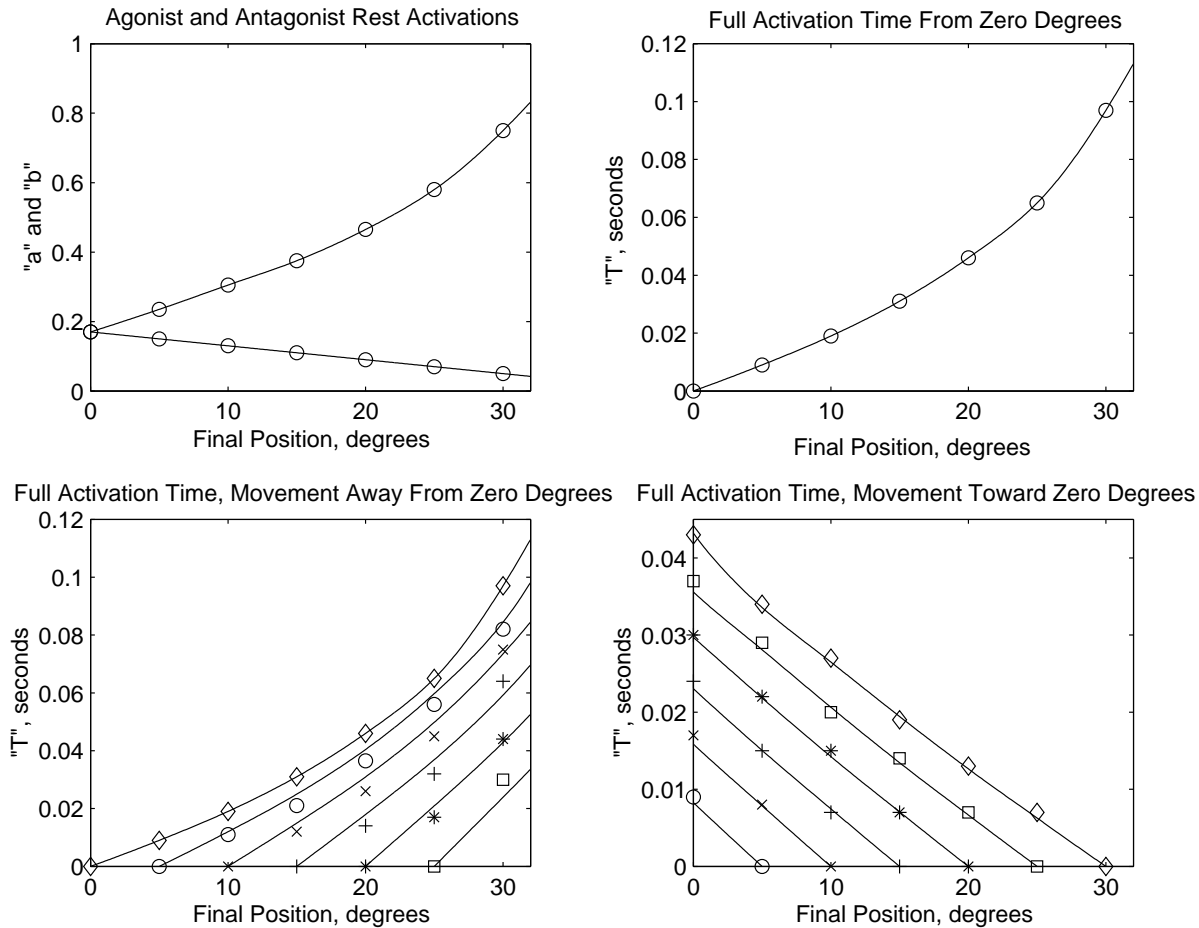 Agonist and Antagonist Rest Activations
1
0.8
0.6
0.4
0.2
0
"a" and "b"
0 10 20 30
Final Position, degrees
Full Activation Time From Zero Degrees
0.12
0.1
0.08
0.06
0.04
0.02
0
"T", seconds
0 10 20 30
Final Position, degrees
Full Activation Time, Movement Away From Zero Degrees
0.12
0.1
0.08
0.06
0.04
0.02
0
"T", seconds
0 10 20 30
Final Position, degrees
Full Activation Time, Movement Toward Zero Degrees
0.04
0.03
0.02
0.01
0
"T", seconds
0 10 20 30
Final Position, degrees